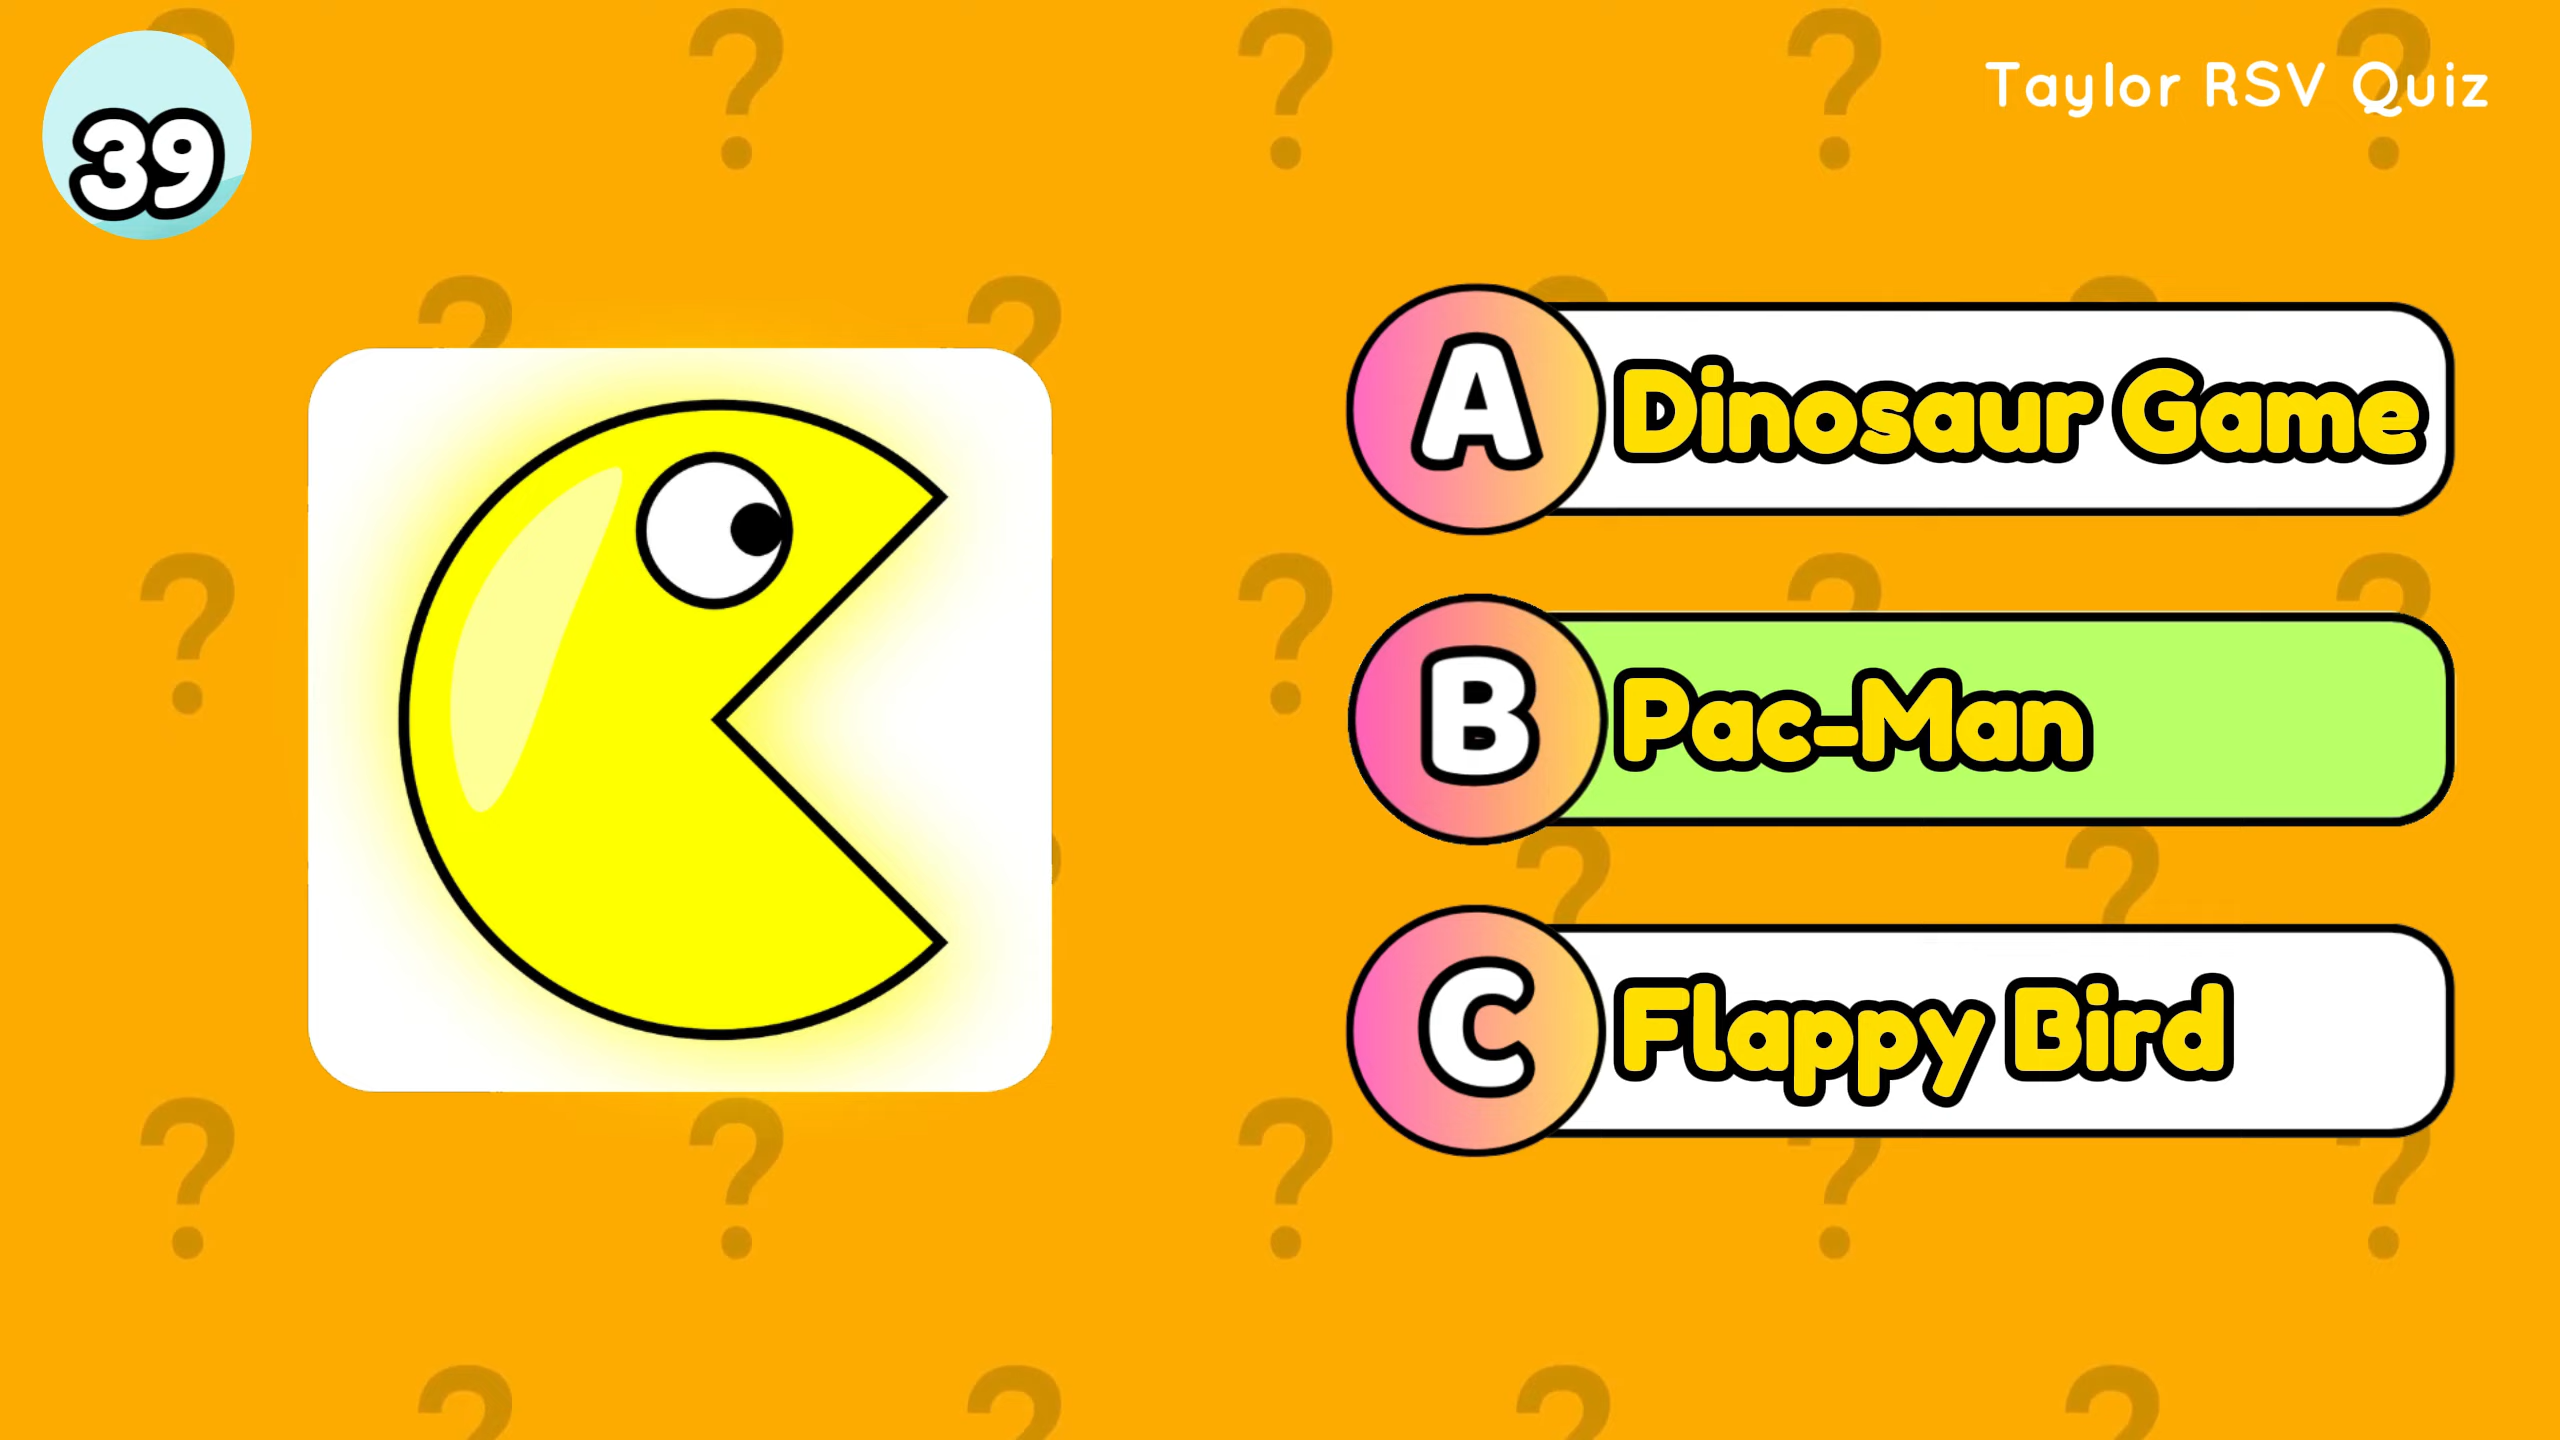 39
Taylor RSV Quiz
A Dinosaur Game
B Pac-Man
C Flappy Bird